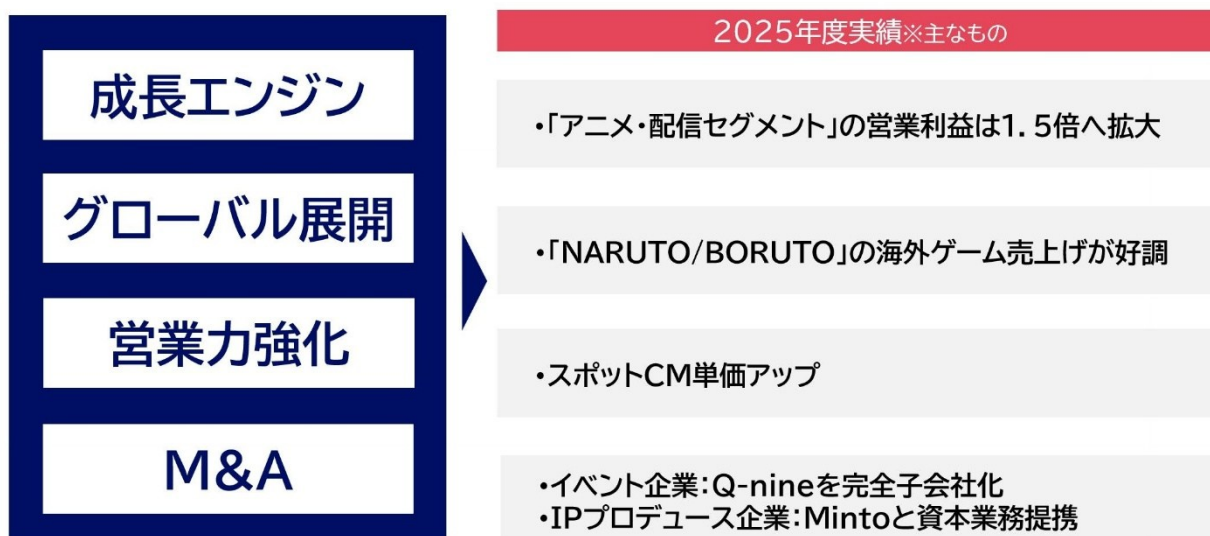 2025年度実績※主なもの
成長エンジン
・「アニメ・配信セグメント」の営業利益は1.5倍へ拡大
グローバル展開
・「NARUTO/BORUTO」の海外ゲーム売上げが好調
営業力強化
・スポットCM単価アップ
M&A
・イベント企業:Q-nineを完全子会社化
・IPプロデュース企業:Mintoと資本業務提携